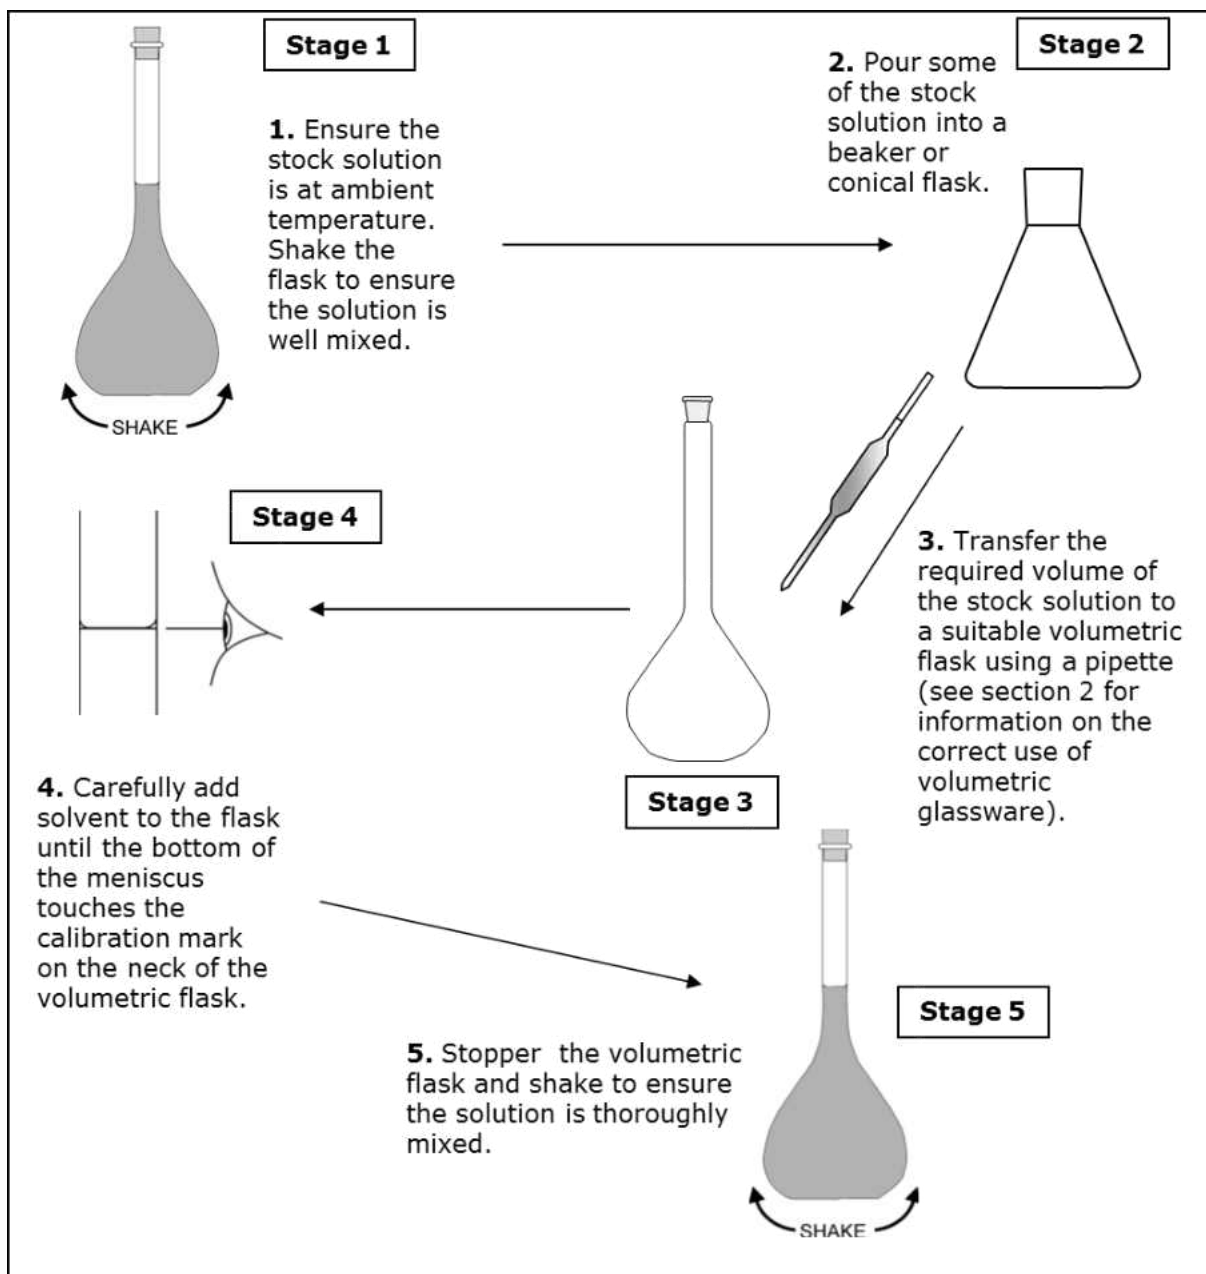 Stage 1
1. Ensure the
stock solution
is at ambient
temperature.
Shake the
flask to ensure
the solution is
well mixed.
SHAKE
Stage 2
2. Pour some
of the stock
solution into a
beaker or
conical flask.
3. Transfer the
required volume of
the stock solution to
a suitable volumetric
flask using a pipette
(see section 2 for
information on the
correct use of
volumetric
glassware).
Stage 3
Stage 4
4. Carefully add
solvent to the flask
until the bottom of
the meniscus
touches the
calibration mark
on the neck of the
volumetric flask.
Stage 5
5. Stopper the volumetric
flask and shake to ensure
the solution is thoroughly
mixed.
SHAKE